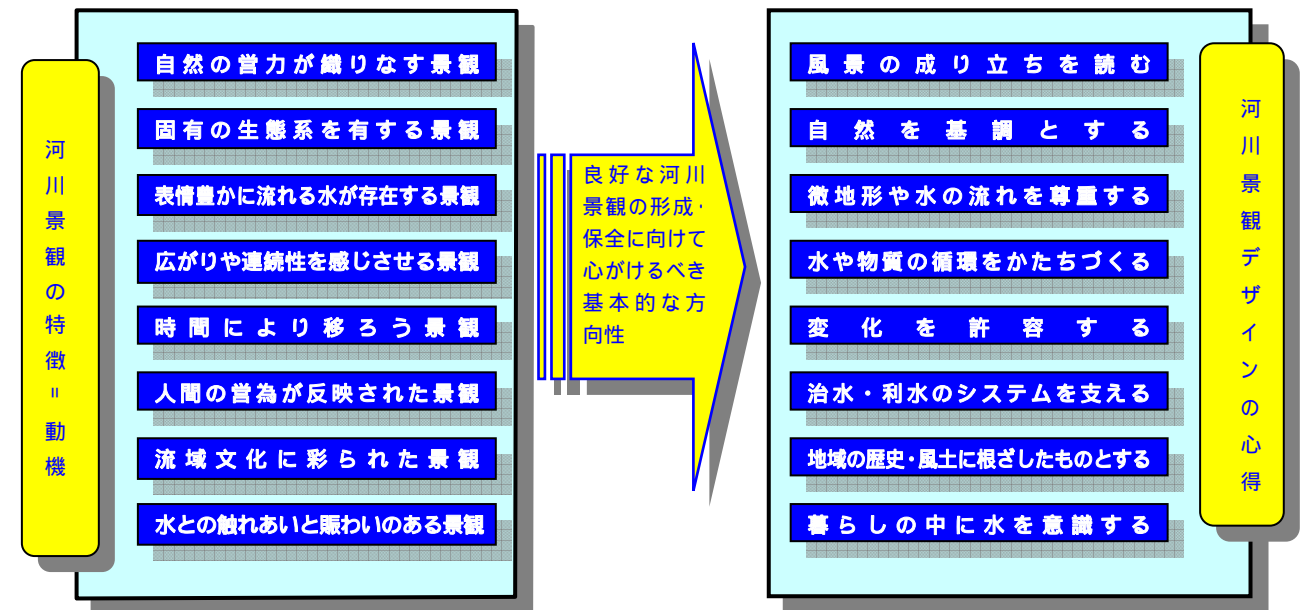 河川景観の特徴=動機
自然の営力が織りなす景観
固有の生態系を有する景観
表情豊かに流れる水が存在する景観
広がりや連続性を感じさせる景観
時間により移ろう景観
人間の営為が反映された景観
流域文化に彩られた景観
水との触れあいと賑わいのある景観
良好な河川
景観の形成・
保全に向けて
心がけるべき
基本的な方
向性
風景の成り立ちを読む
自然を基調とする
微地形や水の流れを尊重する
水や物質の循環をかたちづくる
変化を許容する
治水・利水のシステムを支える
地域の歴史・風土に根ざしたものとする
暮らしの中に水を意識する
河川景観デザインの心得